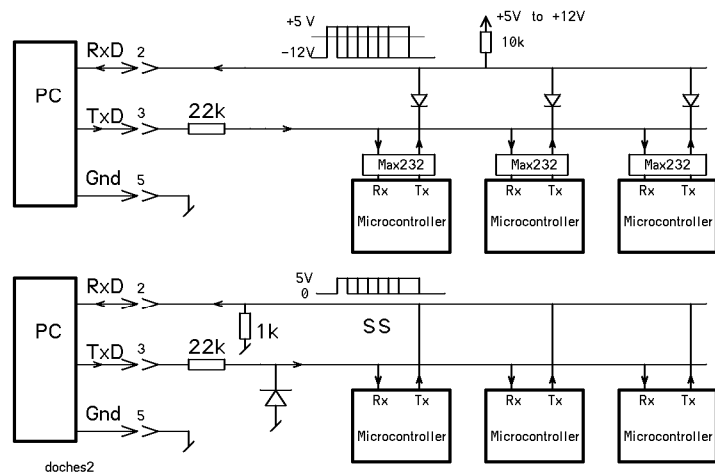 +5 V
−12V
+5V to +12V
10k
RxD 2
PC
TxD 3
22k
Gnd 5
Max232 Max232 Max232
Rx Tx Rx Tx Rx Tx
Microcontroller Microcontroller Microcontroller
5V
0
RxD 2
PC
1k
SS
TxD 3
22k
Gnd 5
Rx Tx Rx Tx Rx Tx
Microcontroller Microcontroller Microcontroller
doches2